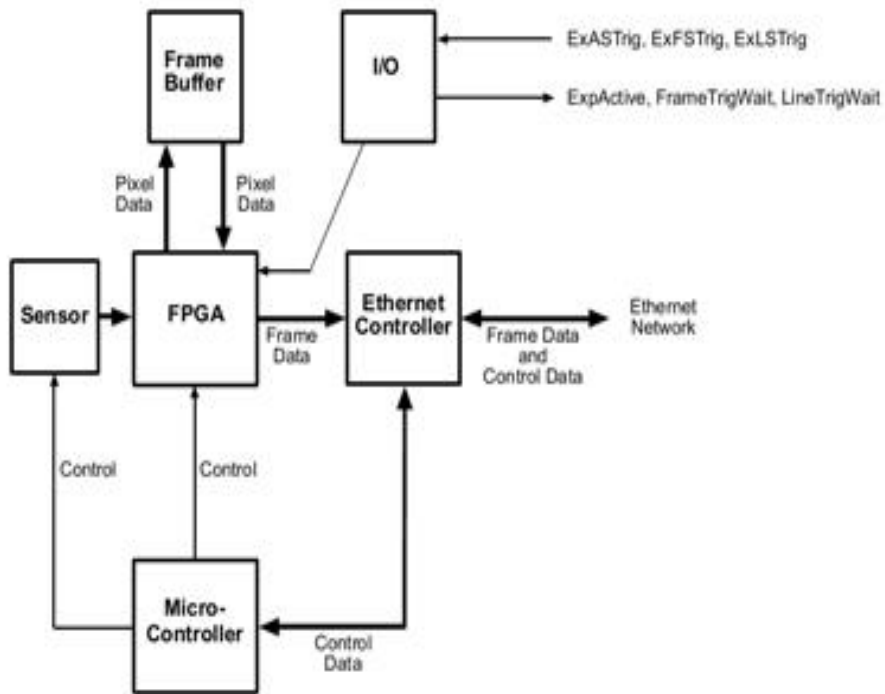 Frame
Buffer
I/O
ExASTrig, ExFSTrig, ExLSTrig
ExpActive, FrameTrigWait, LineTrigWait
Pixel
Data
Pixel
Data
Sensor
FPGA
Ethernet
Controller
Frame
Data
Frame Data
and
Control Data
Ethernet
Network
Control
Control
Micro-
Controller
Control
Data